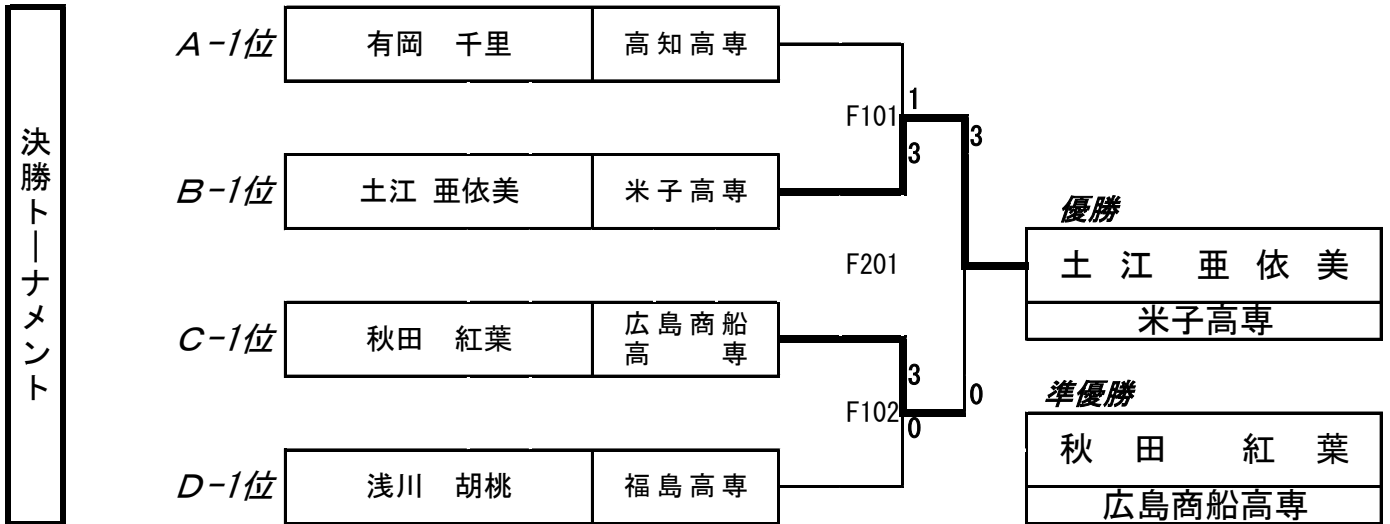 決勝トーナメント
A-1位 有岡 千里 高知高専
F101 1
3
3
B-1位 土江 亜依美 米子高専
優勝
土江 亜依美
米子高専
F201
C-1位 秋田 紅葉 広島商船
高専
3
0
F102
0
準優勝
秋田 紅葉
広島商船高専
D-1位 浅川 胡桃 福島高専